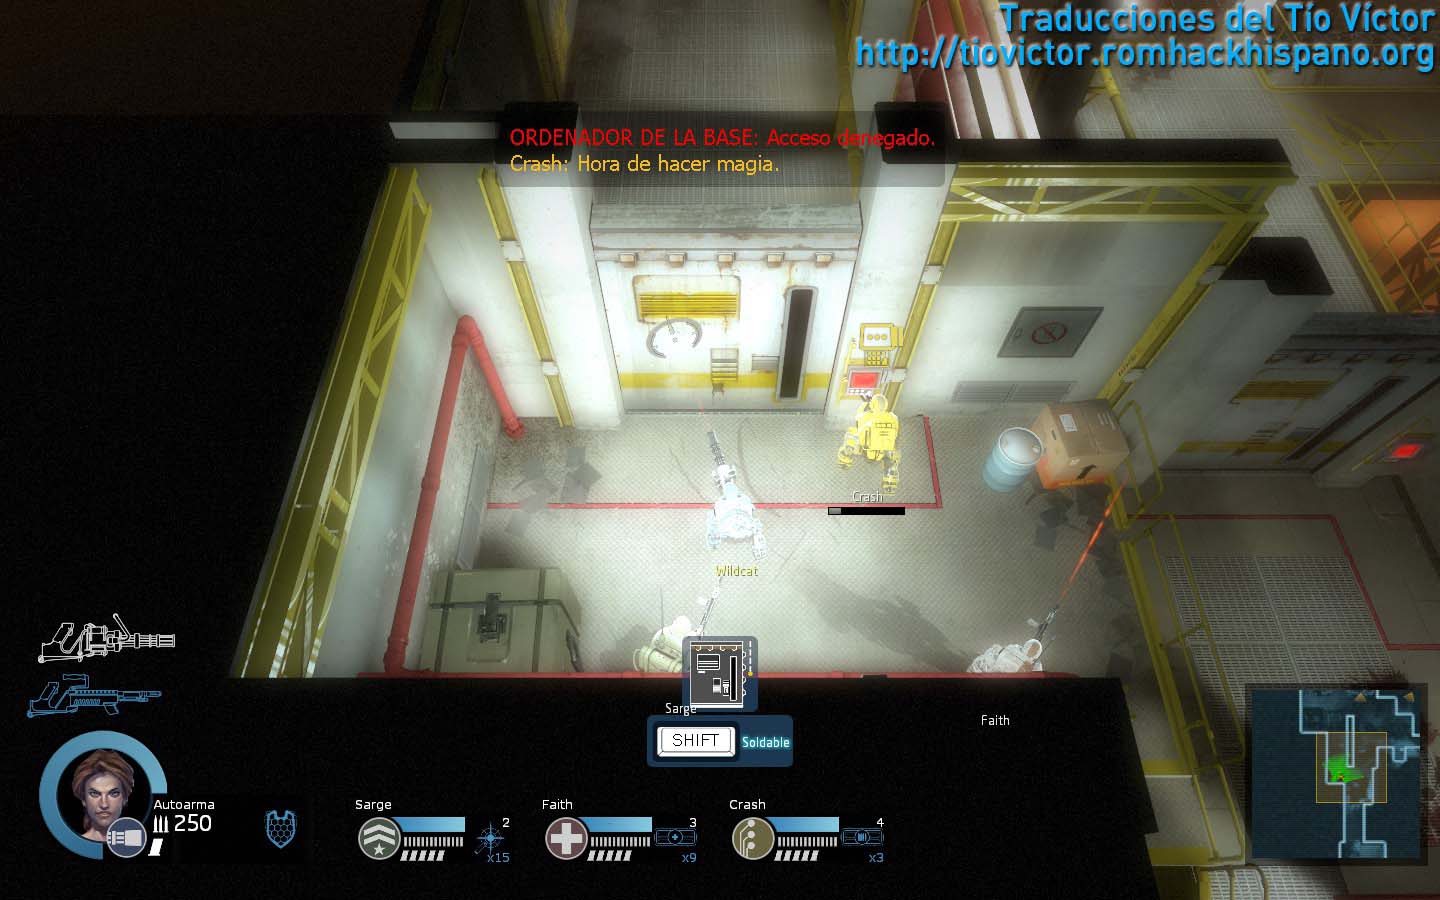 Traducciones del Tío Víctor
http://tiovictor.romhackhispano.org
ORDENADOR DE LA BASE: Acceso denegado.
Crash: Hora de hacer magia.
Crash
Wildcat
Sarge
Faith
SHIFT
Soldable
Autoarma
250
Sarge
2
x15
Faith
3
x9
Crash
4
x3